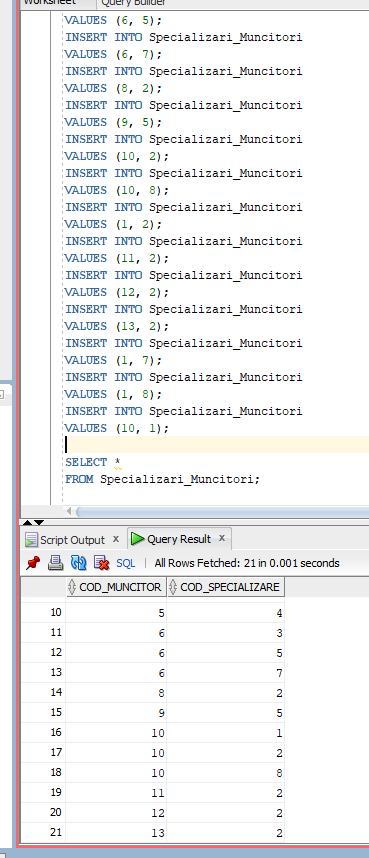 Worksheet Query Builder
VALUES (6, 5);
INSERT INTO Specializari_Muncitori
VALUES (6, 7);
INSERT INTO Specializari_Muncitori
VALUES (8, 2);
INSERT INTO Specializari_Muncitori
VALUES (9, 5);
INSERT INTO Specializari_Muncitori
VALUES (10, 2);
INSERT INTO Specializari_Muncitori
VALUES (10, 8);
INSERT INTO Specializari_Muncitori
VALUES (1, 2);
INSERT INTO Specializari_Muncitori
VALUES (11, 2);
INSERT INTO Specializari_Muncitori
VALUES (12, 2);
INSERT INTO Specializari_Muncitori
VALUES (13, 2);
INSERT INTO Specializari_Muncitori
VALUES (1, 7);
INSERT INTO Specializari_Muncitori
VALUES (1, 8);
INSERT INTO Specializari_Muncitori
VALUES (10, 1);
SELECT *
FROM Specializari_Muncitori;
Script Output x Query Result x
SQL | All Rows Fetched: 21 in 0.001 seconds
COD_MUNCITOR COD_SPECIALIZARE
10 5 4
11 6 3
12 6 5
13 6 7
14 8 2
15 9 5
16 10 1
17 10 2
18 10 8
19 11 2
20 12 2
21 13 2